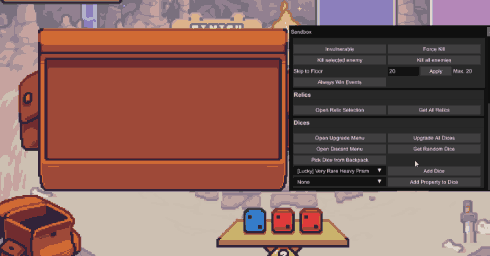 FINISH
Sandbox
Invulnerable Force Kill
Kill selected enemy Kill all enemies
Skip to Floor 20 Apply Max. 20
Always Win Events
Relics
Open Relic Selection Get All Relics
Dices
Open Upgrade Menu Upgrade All Dices
Open Discard Menu Get Random Dice
Pick Dice from Backpack
[Lucky] Very Rare Heavy Prism Add Dice
None Add Property to Dice
?